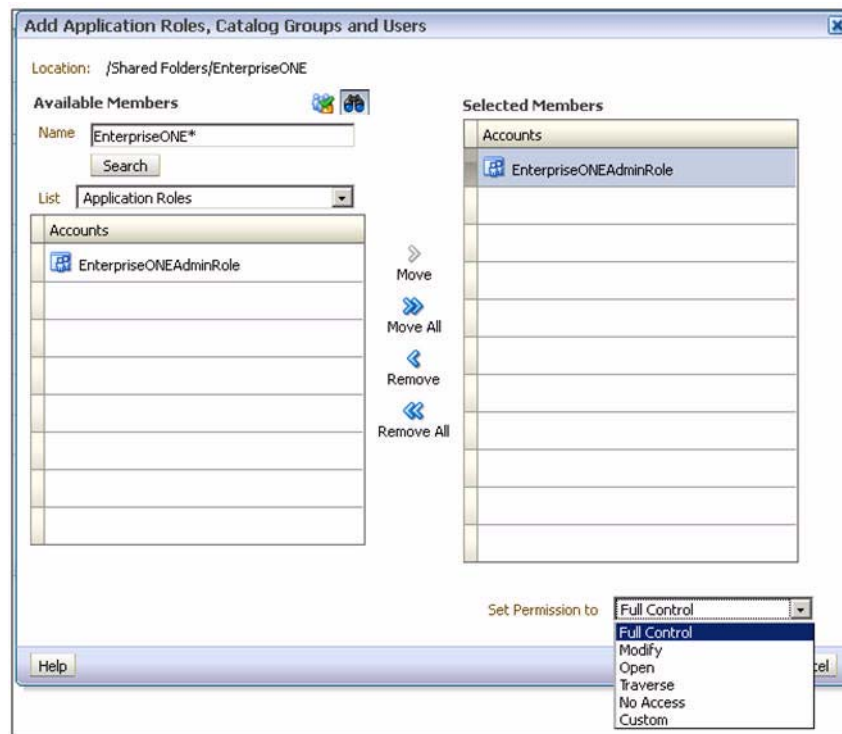 Add Application Roles, Catalog Groups and Users
Location: /Shared Folders/EnterpriseONE
Available Members
Name EnterpriseONE*
Search
List Application Roles
Accounts
EnterpriseONEAdminRole
Move
Move All
Remove
Remove All
Selected Members
Accounts
EnterpriseONEAdminRole
Set Permission to Full Control
Full Control
Modify
Open
Traverse
No Access
Custom
Help
cel